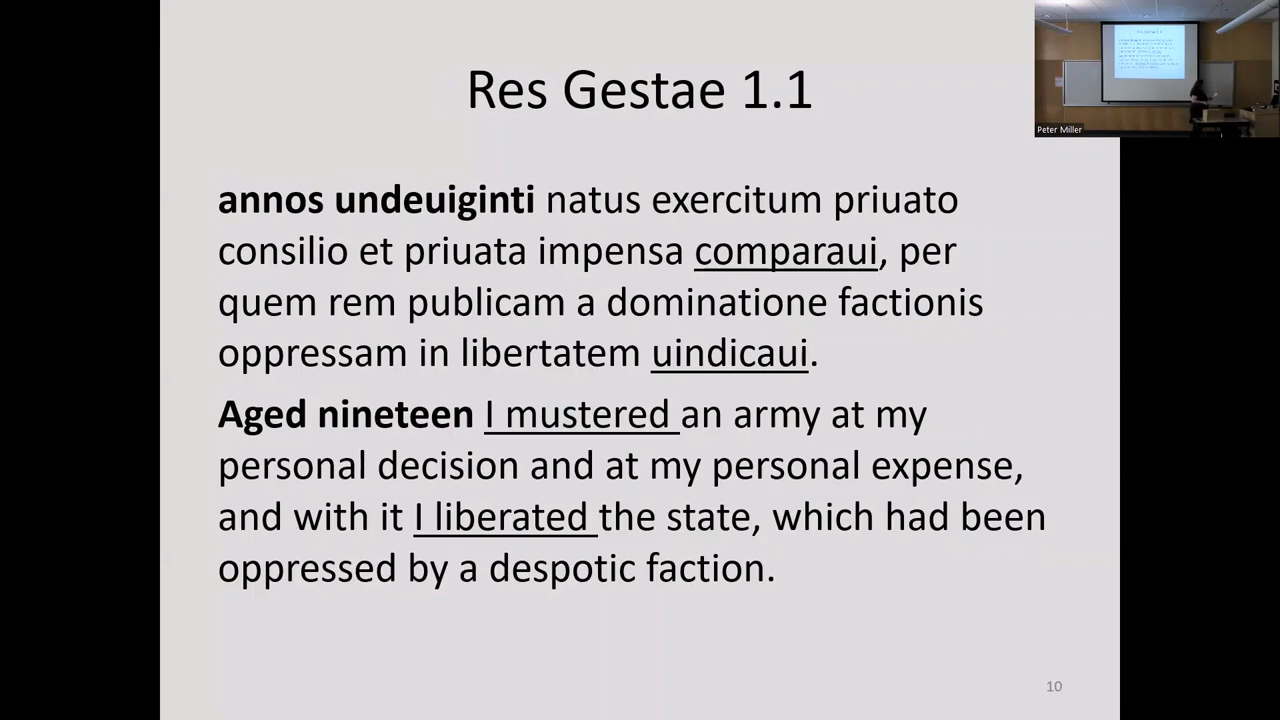 Res Gestae 1.1
Peter Miller
annos undeuiginti natus exercitum priuato
consilio et priuata impensa comparaui, per
quem rem publicam a dominatione factionis
oppressam in libertatem uindicaui.
Aged nineteen I mustered an army at my
personal decision and at my personal expense,
and with it I liberated the state, which had been
oppressed by a despotic faction.
10